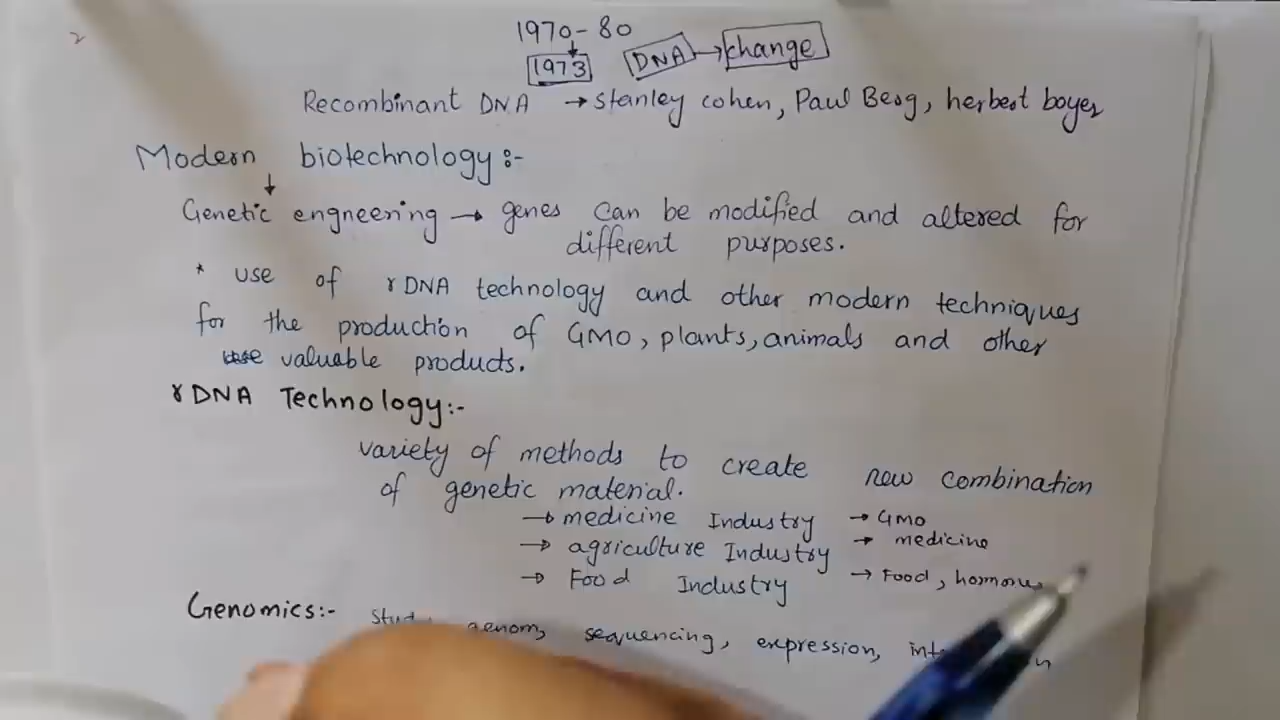 2
1970-80
1973 DNA → change
Recombinant DNA → Stanley cohen, Paul Berg, herbert boyer
Modern biotechnology:-
↓
Genetic engneering → genes can be modified and altered for
different purposes.
* use of rDNA technology and other modern techniques
for the production of GMO, plants, animals and other
valuable products.
rDNA Technology:-
variety of methods to create new combination
of genetic material.
→ medicine Industry → GMO
→ agriculture Industry → medicine
→ Food Industry → Food, hormones
Genomics:- sequencing, expression,